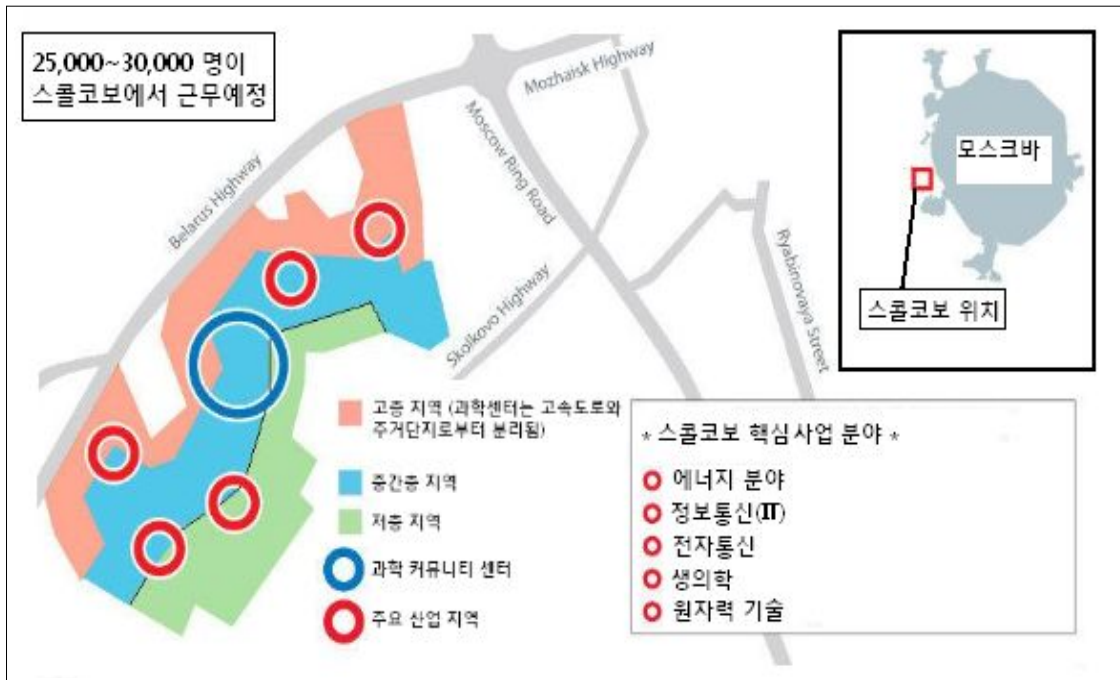 25,000~30,000 명이
스콜코보에서 근무예정
Mozhaisk Highway
Moscow Ring Road
Belarus Highway
Skolkovo Highway
Ryabinovaya Street
모스크바
스콜코보 위치
고층 지역 (과학센터는 고속도로와
주거단지로부터 분리됨)
중간층 지역
저층 지역
과학 커뮤니티 센터
주요 산업 지역
* 스콜코보 핵심사업 분야 *
에너지 분야
정보통신(IT)
전자통신
생의학
원자력 기술